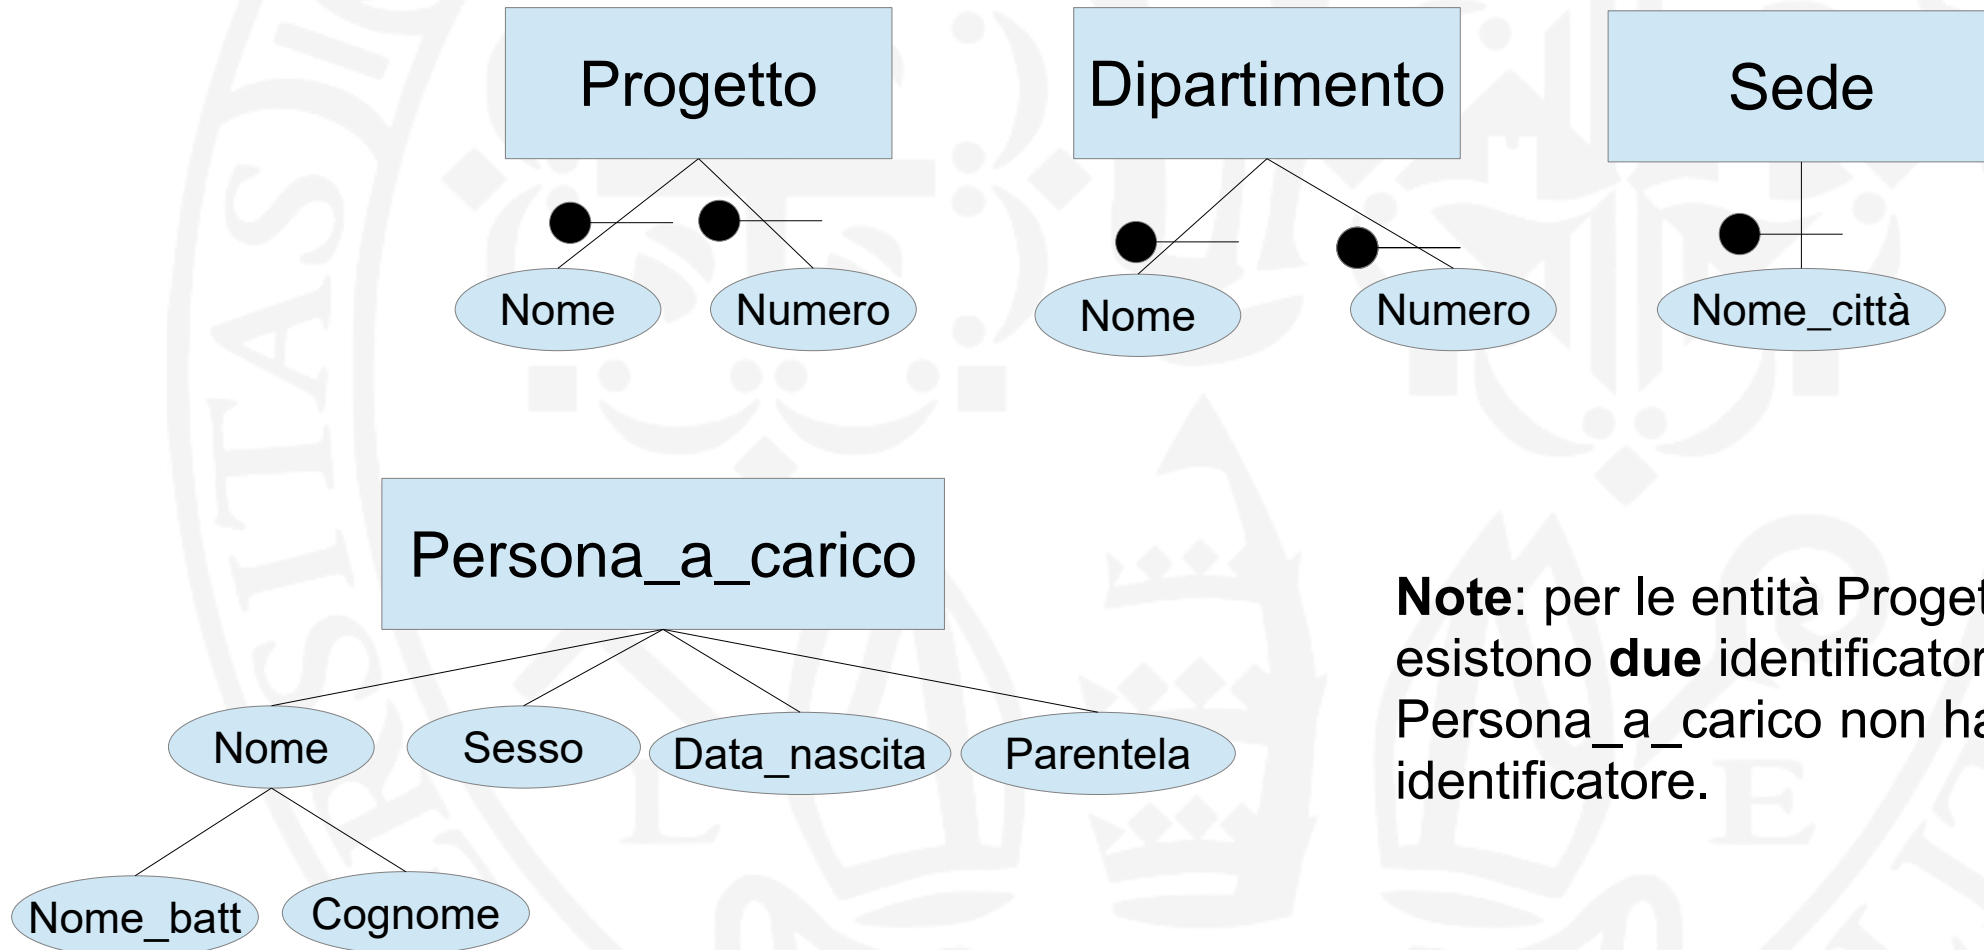 Progetto
Dipartimento
Sede
Nome
Numero
Nome
Numero
Nome_città
Persona_a_carico
Nome
Sesso
Data_nascita
Parentela
Nome_batt
Cognome
Note: per le entità Proget
esistono due identificator
Persona_a_carico non ha
identificatore.